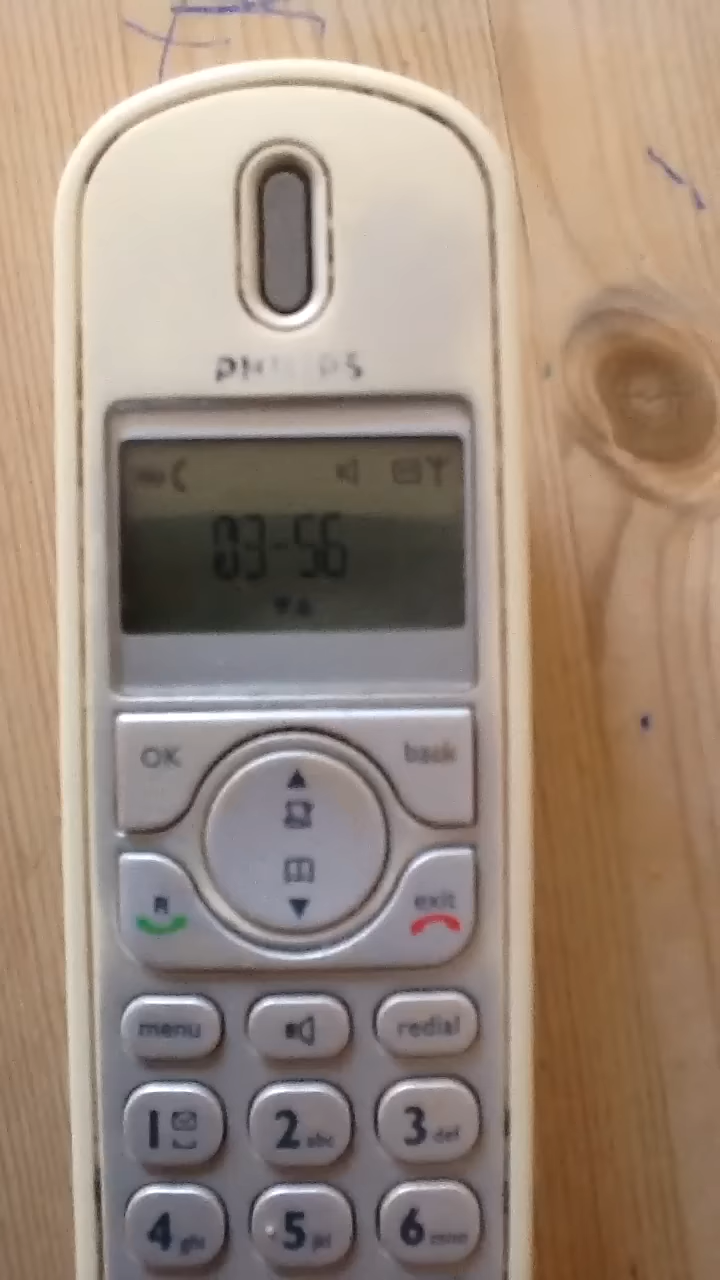 PHILIPS
03-56
OK back
R exit
menu redial
1 2 abc 3 def
4 ghi 5 jkl 6 mno